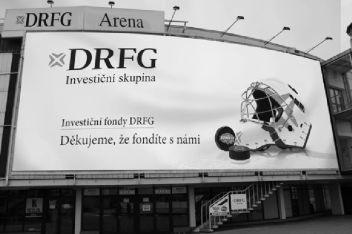 DRFG Arena
DRFG
Investiční skupina
Investiční fondy DRFG
Děkujeme, že fondíte s námi